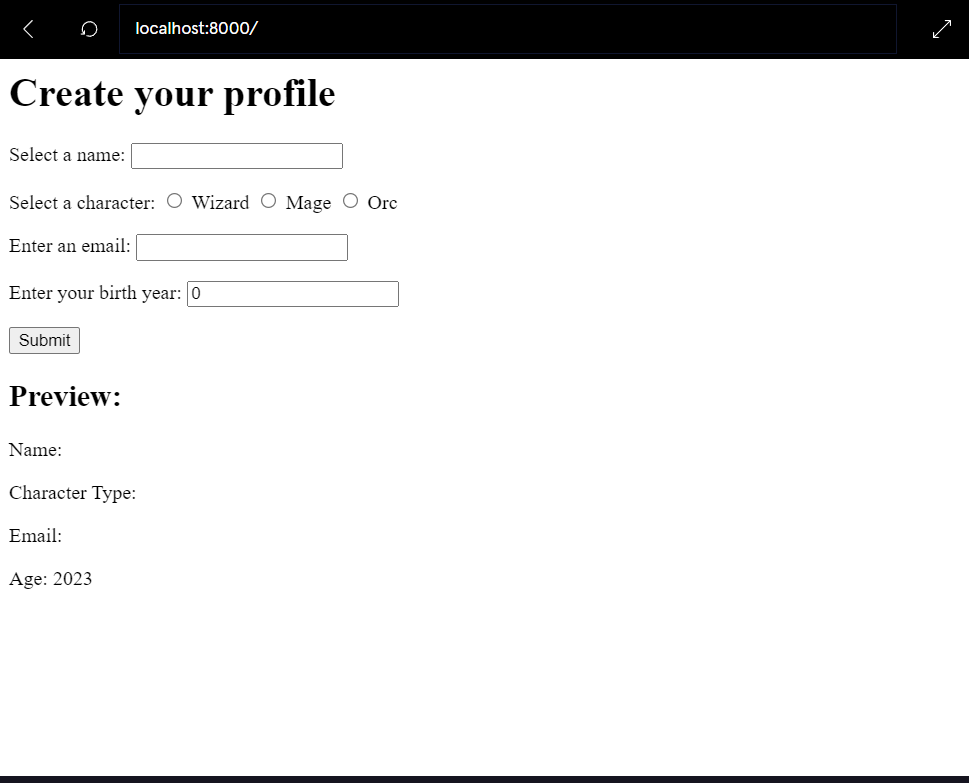 localhost:8000/
Create your profile
Select a name:
Select a character: Wizard Mage Orc
Enter an email:
Enter your birth year: 0
Submit
Preview:
Name:
Character Type:
Email:
Age: 2023